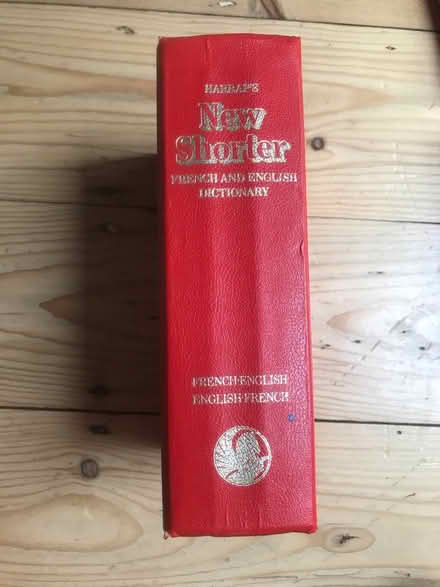 HARRAP'S
New
Shorter
FRENCH AND ENGLISH
DICTIONARY
FRENCH-ENGLISH
ENGLISH-FRENCH